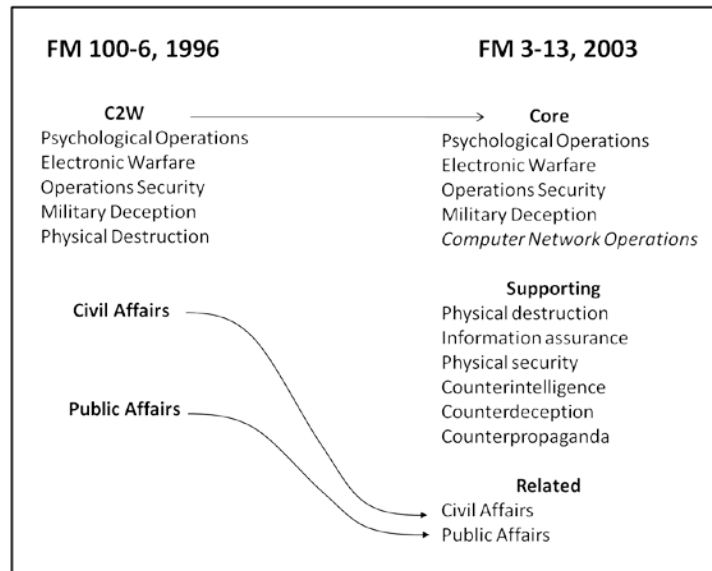 FM 100-6, 1996
C2W
Psychological Operations
Electronic Warfare
Operations Security
Military Deception
Physical Destruction
Civil Affairs
Public Affairs
FM 3-13, 2003
Core
Psychological Operations
Electronic Warfare
Operations Security
Military Deception
Computer Network Operations
Supporting
Physical destruction
Information assurance
Physical security
Counterintelligence
Counterdeception
Counterpropaganda
Related
Civil Affairs
Public Affairs